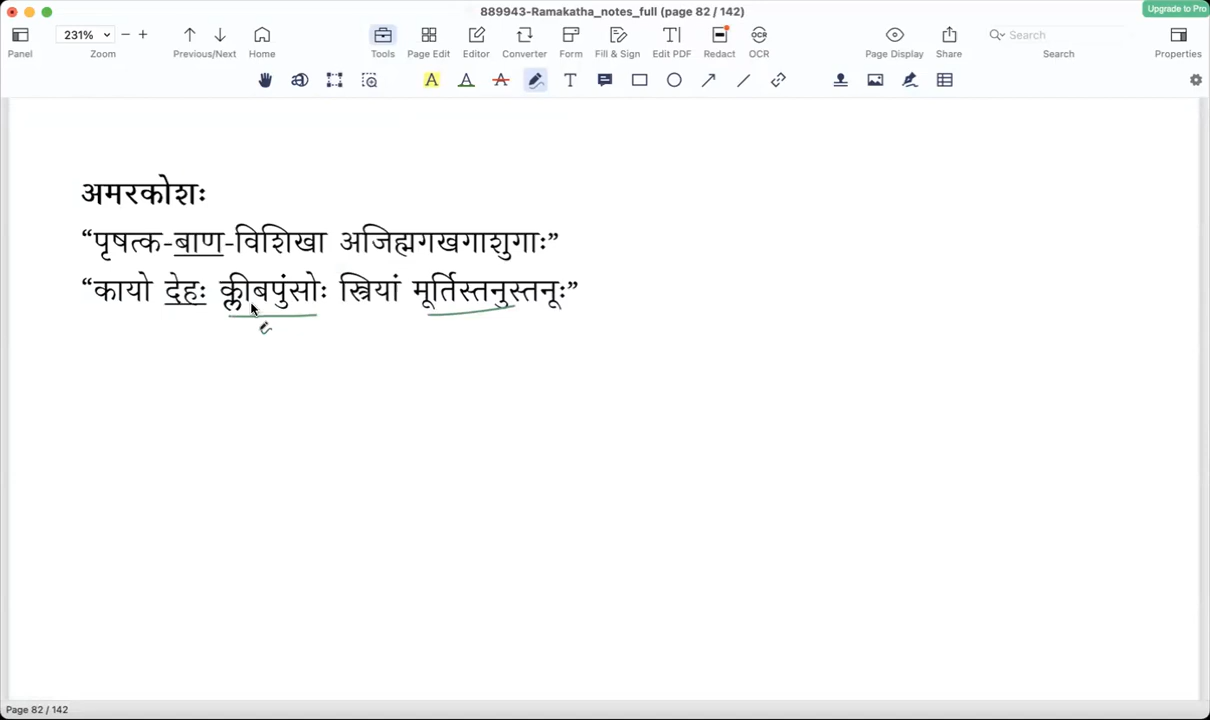 889943-Ramakatha_notes_full (page 82 / 142)
Upgrade to Pro
231%
Panel
Zoom
Previous/Next
Home
Tools
Page Edit
Editor
Converter
Form
Fill & Sign
Edit PDF
Redact
OCR
OCR
Page Display
Share
Search
Search
Properties
अमरकोशः
“पृषत्क-बाण-विशिखा अजिह्मगखगाशुगाः”
“कायो देहः क्लीबपुंसोः स्त्रियां मूर्तिस्तनुस्तनूः”
Page 82 / 142